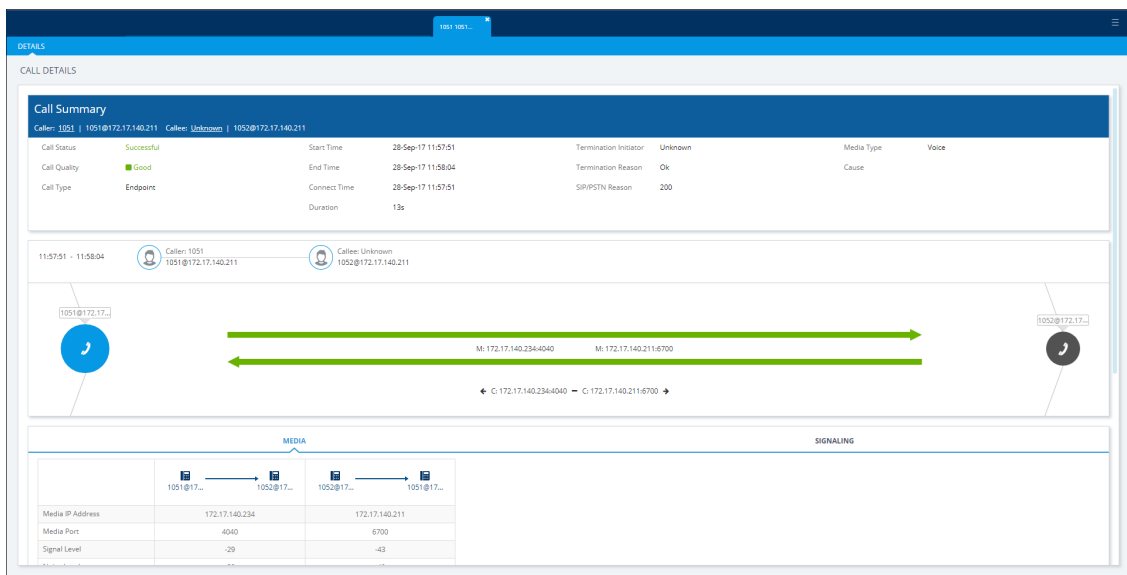 1051 1051...
DETAILS
CALL DETAILS
Call Summary
Caller: 1051 | 1051@172.17.140.211 Callee: Unknown | 1052@172.17.140.211
Call Status Successful Start Time 28-Sep-17 11:57:51 Termination Initiator Unknown Media Type Voice
Call Quality Good End Time 28-Sep-17 11:58:04 Termination Reason Ok Cause
Call Type Endpoint Connect Time 28-Sep-17 11:57:51 SIP/PSTN Reason 200
Duration 13s
11:57:51 - 11:58:04
Caller: 1051
1051@172.17.140.211
Callee: Unknown
1052@172.17.140.211
1051@172.17...
1052@172.17...
M: 172.17.140.234:4040 M: 172.17.140.211:6700
C: 172.17.140.234:4040 C: 172.17.140.211:6700
MEDIA SIGNALING
1051@17... 1052@17... 1052@17... 1051@17...
Media IP Address 172.17.140.234 172.17.140.211
Media Port 4040 6700
Signal Level -29 -43